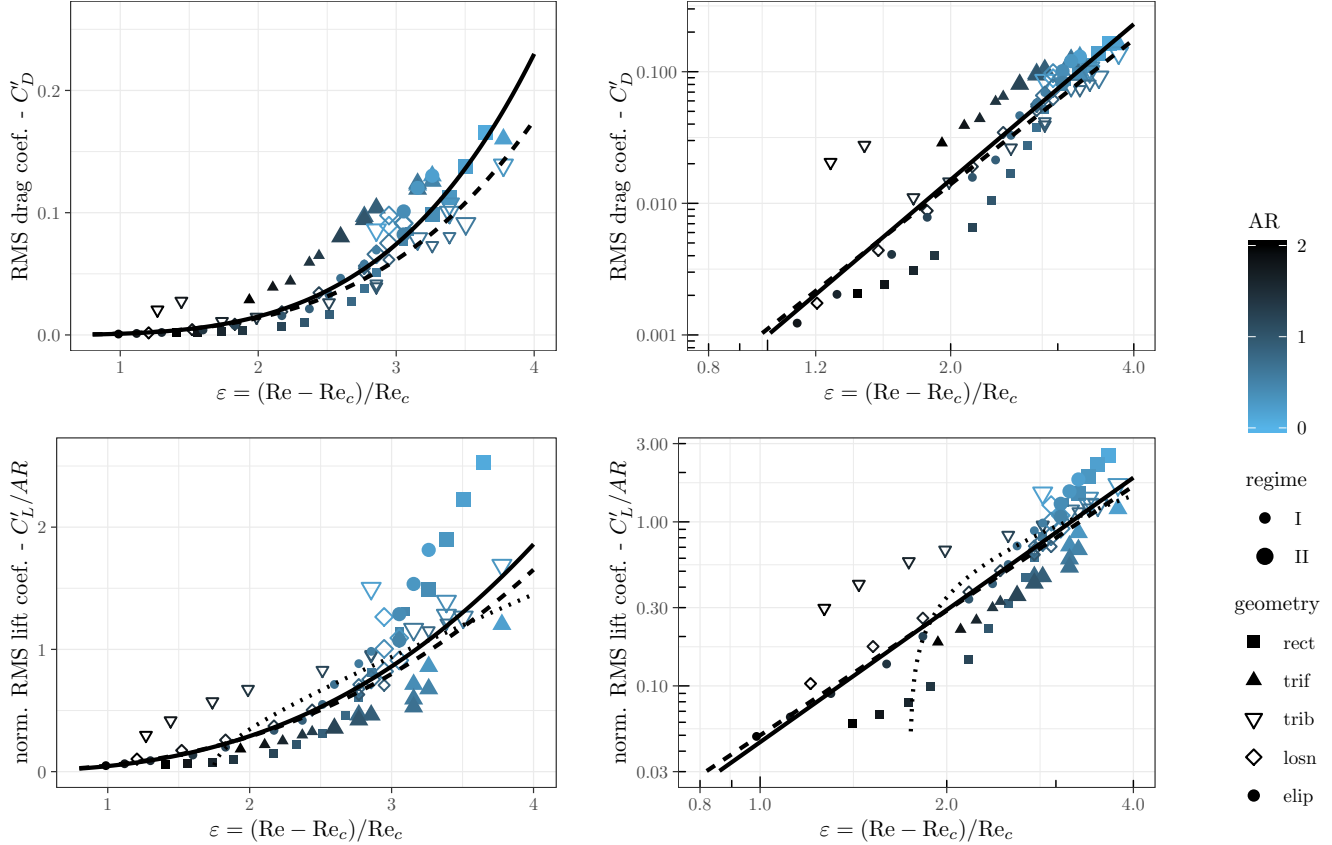 RMS drag coef. - C′_D
0.2
0.1
0.0
1 2 3 4
ε = (Re − Re_c)/Re_c
RMS drag coef. - C′_D
0.100
0.010
0.001
0.8 1.2 2.0 4.0
ε = (Re − Re_c)/Re_c
norm. RMS lift coef. - C′_L/AR
2
1
0
1 2 3 4
ε = (Re − Re_c)/Re_c
norm. RMS lift coef. - C′_L/AR
3.00
1.00
0.30
0.10
0.03
0.8 1.0 2.0 4.0
ε = (Re − Re_c)/Re_c
AR
2
1
0
regime
I
II
geometry
rect
trif
trib
losn
elip